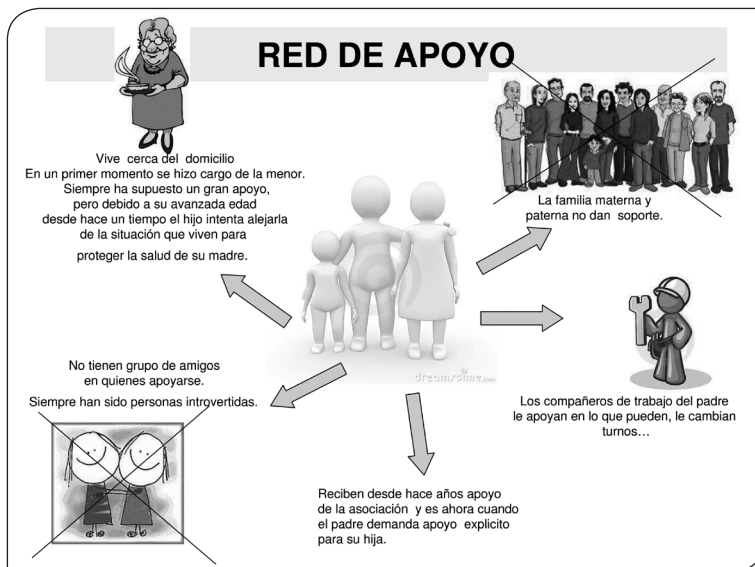 RED DE APOYO
Vive cerca del domicilio
En un primer momento se hizo cargo de la menor.
Siempre ha supuesto un gran apoyo,
pero debido a su avanzada edad
desde hace un tiempo el hijo intenta alejarla
de la situación que viven para
proteger la salud de su madre.
La familia materna y
paterna no dan soporte.
No tienen grupo de amigos
en quienes apoyarse.
Siempre han sido personas introvertidas.
dreamstime.com
Los compañeros de trabajo del padre
le apoyan en lo que pueden, le cambian
turnos…
Reciben desde hace años apoyo
de la asociación y es ahora cuando
el padre demanda apoyo explicito
para su hija.